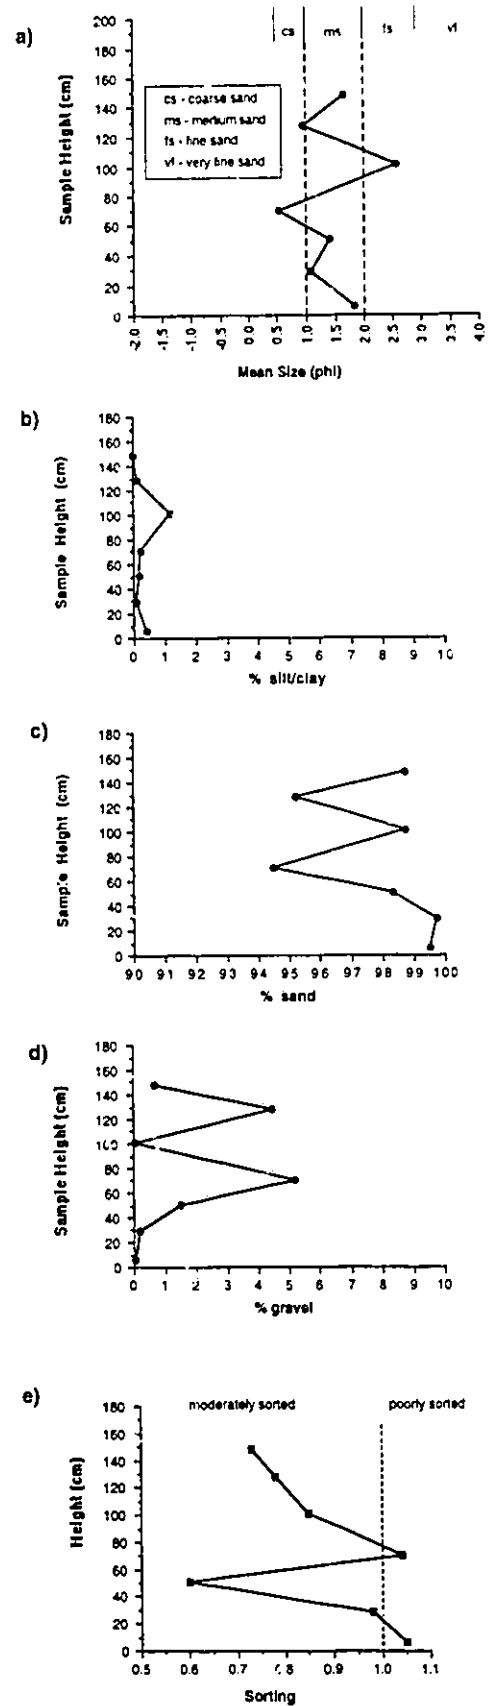 a)
cs ms fs vf
200
180
160
140
120
100
80
60
40
20
0
Sample Height (cm)
cs - coarse sand
ms - medium sand
fs - fine sand
vf - very fine sand
-2.0 -1.5 -1.0 -0.5 0.0 0.5 1.0 1.5 2.0 2.5 3.0 3.5 4.0
Mean Size (phi)
b)
180
160
140
120
100
80
60
40
20
0
Sample Height (cm)
0 1 2 3 4 5 6 7 8 9 10
% silt/clay
c)
180
160
140
120
100
80
60
40
20
0
Sample Height (cm)
90 91 92 93 94 95 96 97 98 99 100
% sand
d)
180
160
140
120
100
80
60
40
20
0
Sample Height (cm)
0 1 2 3 4 5 6 7 8 9 10
% gravel
e)
moderately sorted poorly sorted
180
160
140
120
100
80
60
40
20
0
Height (cm)
0.5 0.6 0.7 0.8 0.9 1.0 1.1
Sorting